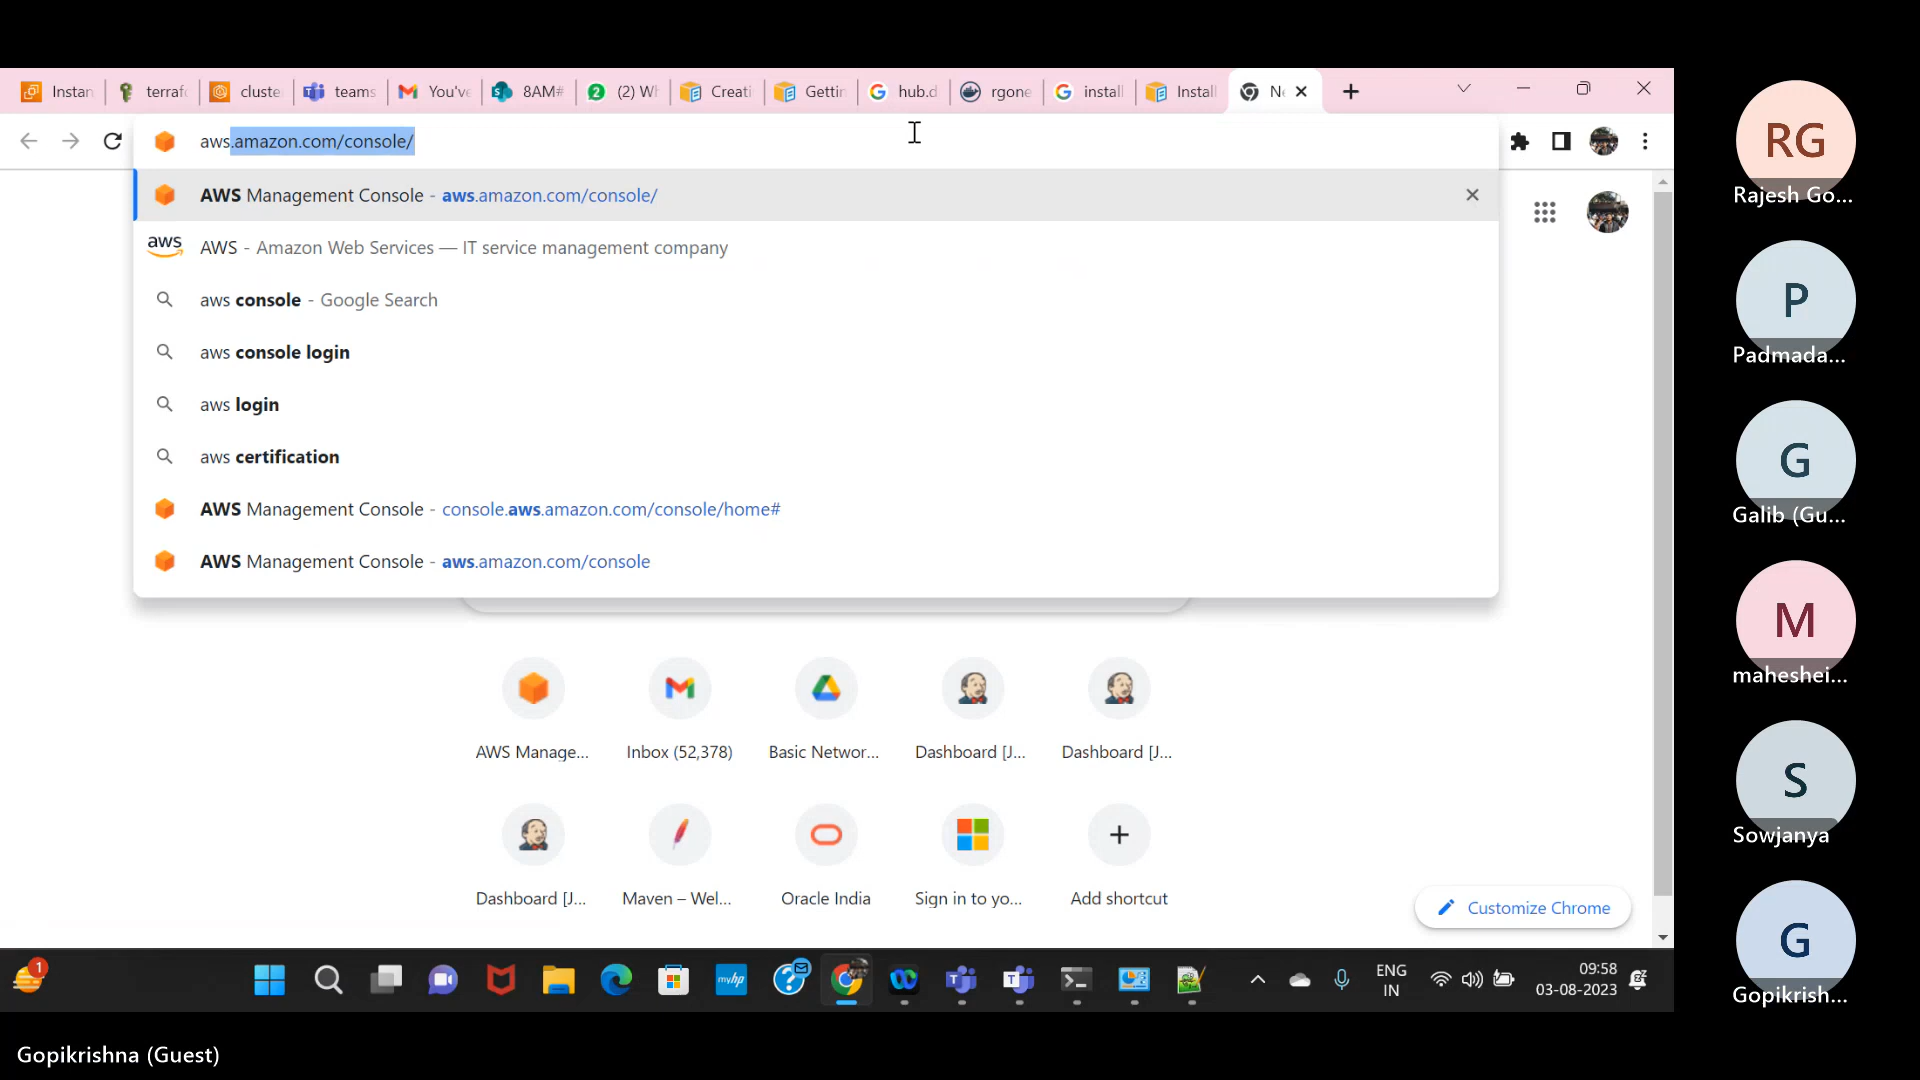 Instan
terrafo
cluste
teams
You've
8AM#
(2) Wh
Creati
Gettin
hub.d
rgone
install
Install
Ne
aws.amazon.com/console/
AWS Management Console - aws.amazon.com/console/
aws
AWS - Amazon Web Services — IT service management company
aws console - Google Search
aws console login
aws login
aws certification
AWS Management Console - console.aws.amazon.com/console/home#
AWS Management Console - aws.amazon.com/console
AWS Manage...
Inbox (52,378)
Basic Networ...
Dashboard [J...
Dashboard [J...
Dashboard [J...
Maven – Wel...
Oracle India
Sign in to yo...
Add shortcut
Customize Chrome
1
myhp
ENG
IN
09:58
03-08-2023
RG
Rajesh Go...
P
Padmada...
G
Galib (Gu...
M
maheshei...
S
Sowjanya
G
Gopikrish...
Gopikrishna (Guest)